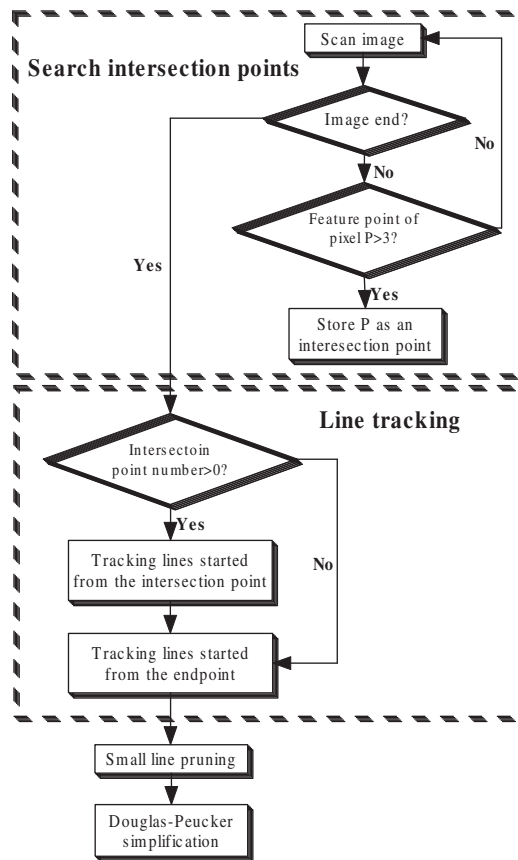 Scan image
Search intersection points
Image end?
No
No
Feature point of
pixel P>3?
Yes
Yes
Store P as an
interesection point
Line tracking
Intersectoin
point number>0?
Yes
No
Tracking lines started
from the intersection point
Tracking lines started
from the endpoint
Small line pruning
Douglas-Peucker
simplification